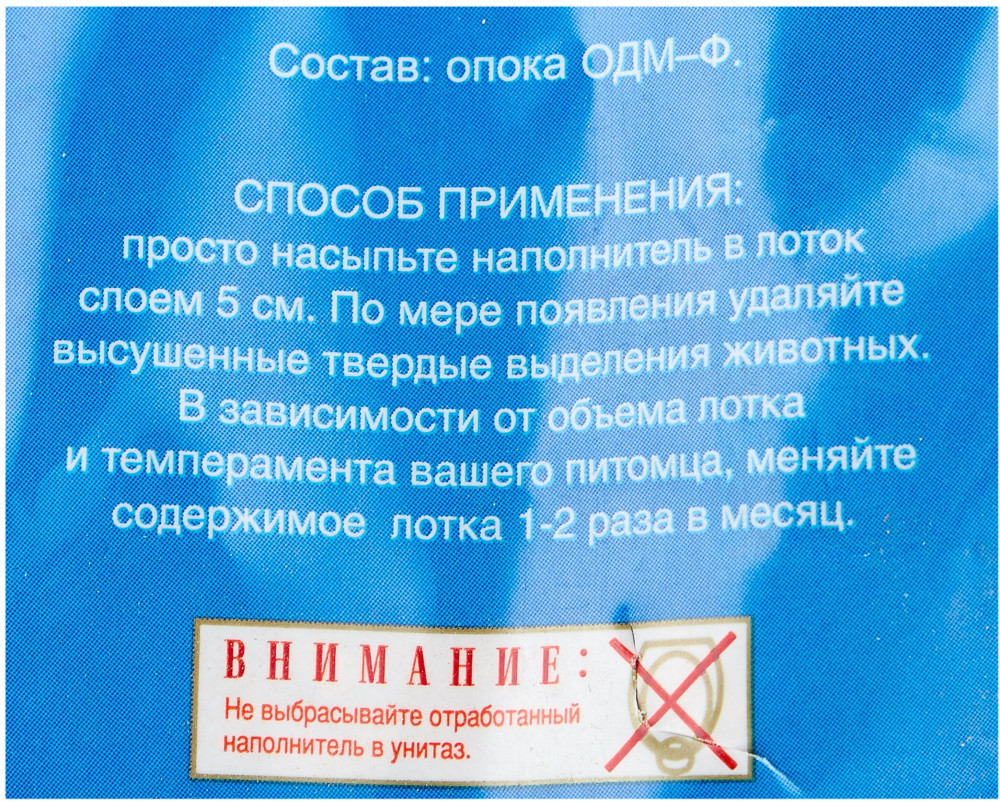 Состав: опока ОДМ–Ф.
СПОСОБ ПРИМЕНЕНИЯ:
просто насыпьте наполнитель в лоток
слоем 5 см. По мере появления удаляйте
высушенные твердые выделения животных.
В зависимости от объема лотка
и темперамента вашего питомца, меняйте
содержимое лотка 1-2 раза в месяц.
ВНИМАНИЕ:
Не выбрасывайте отработанный
наполнитель в унитаз.